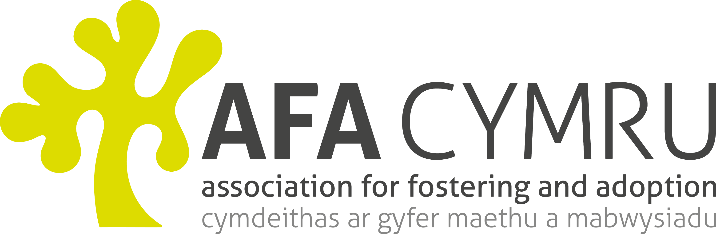 AFA CYMRU
association for fostering and adoption
cymdeithas ar gyfer maethu a mabwysiadu